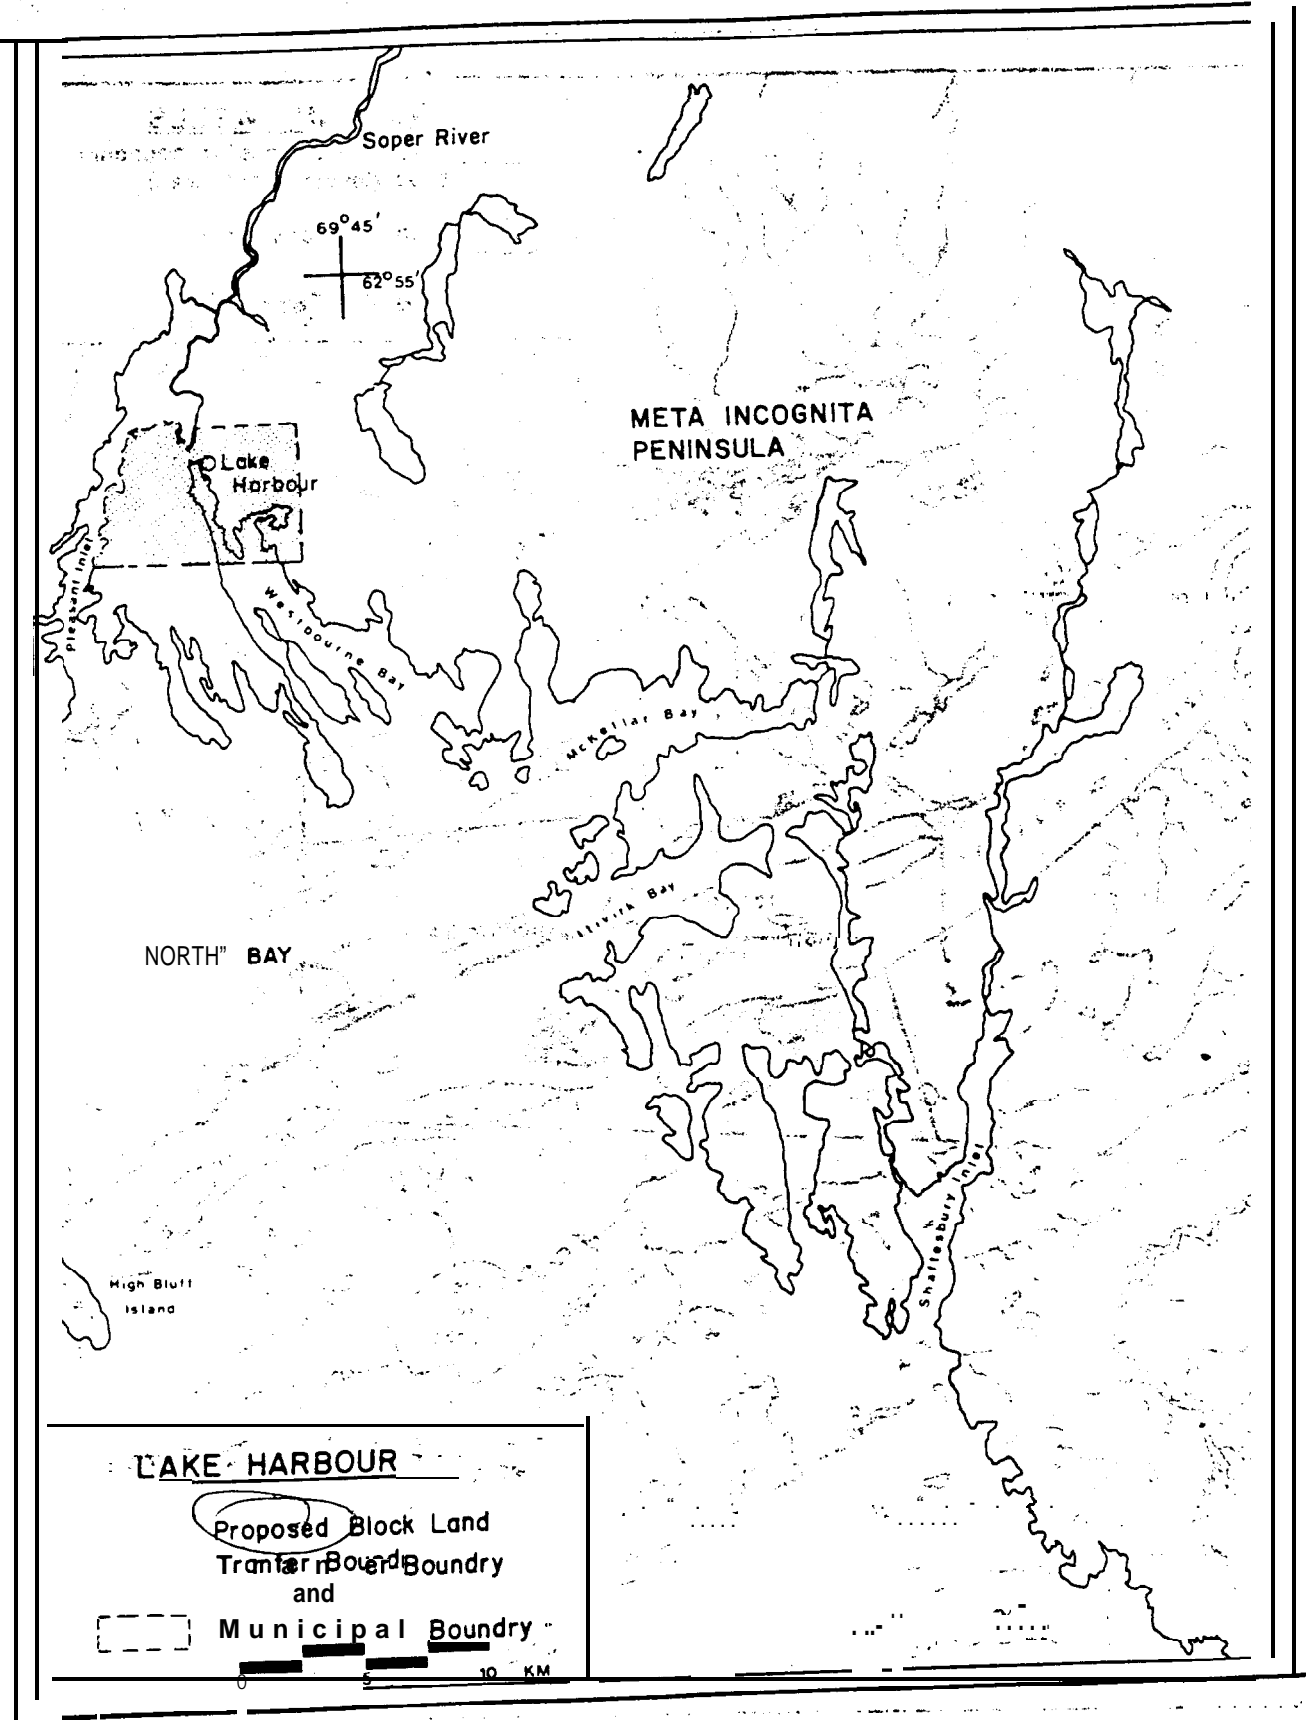 Soper River
69°45'
62°55'
META INCOGNITA
PENINSULA
Lake
Harbour
Pleasant Inlet
Westbourne Bay
McKellar Bay
Bay
NORTH” BAY
Shaftesbury Inlet
High Bluff
Island
LAKE HARBOUR
Proposed Block Land
Boundry
and
Municipal Boundry
0 5 10 KM